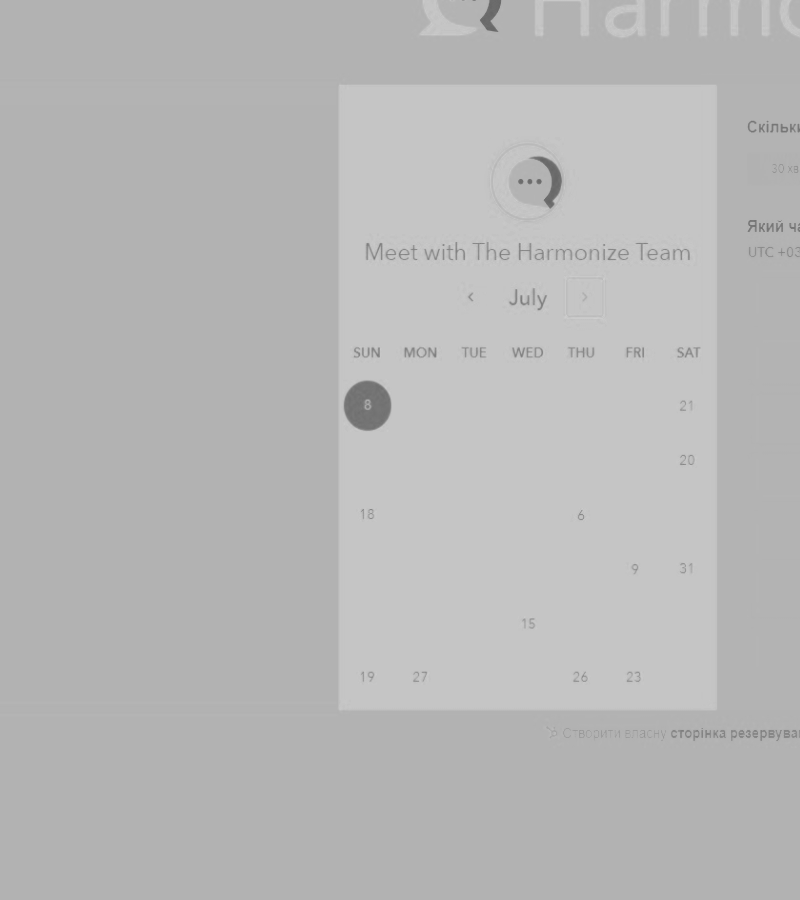 Harmo
Скільки
30 хв
Meet with The Harmonize Team
Який ча
UTC +03
‹ July ›
SUN MON TUE WED THU FRI SAT
8 21
20
18 6
9 31
15
19 27 26 23
Створити власну сторінка резервува